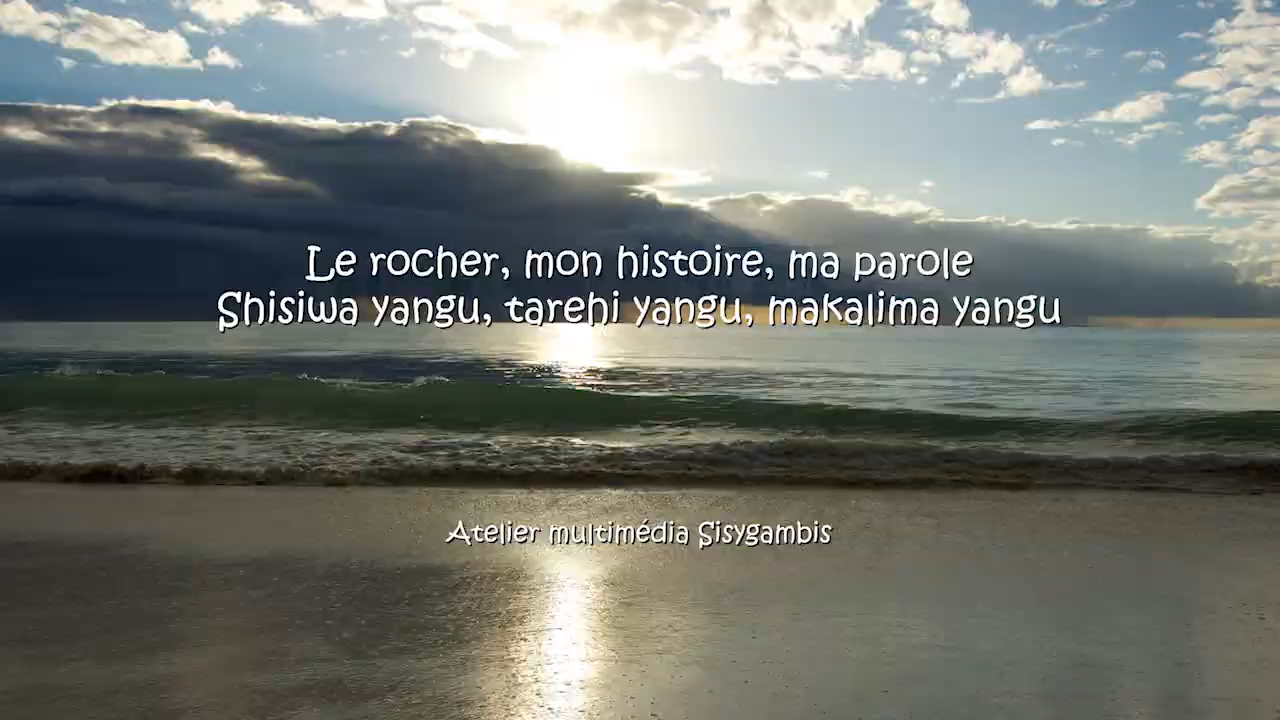 Le rocher, mon histoire, ma parole
Shisiwa yangu, tarehi yangu, makalima yangu
Atelier multimédia Sisygambis